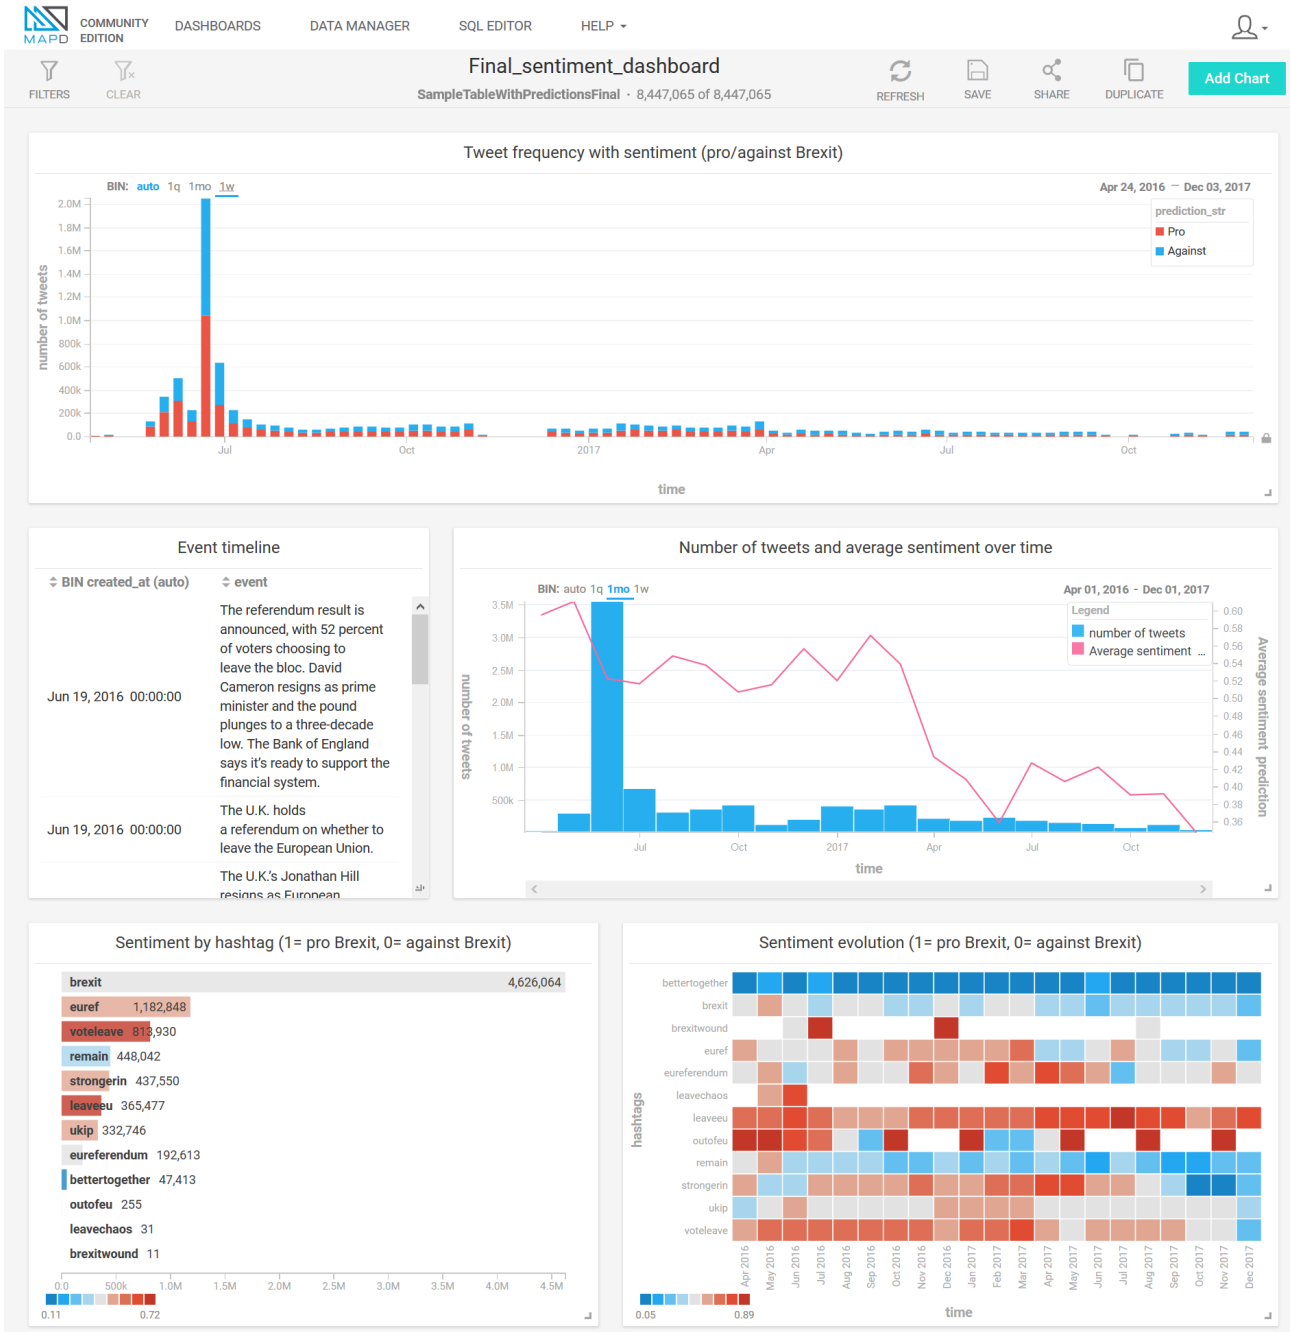 MAPD
COMMUNITY EDITION
DASHBOARDS
DATA MANAGER
SQL EDITOR
HELP
FILTERS
CLEAR
Final_sentiment_dashboard
SampleTableWithPredictionsFinal · 8,447,065 of 8,447,065
REFRESH
SAVE
SHARE
DUPLICATE
Add Chart
Tweet frequency with sentiment (pro/against Brexit)
BIN: auto 1q 1mo 1w
Apr 24, 2016 – Dec 03, 2017
prediction_str
Pro
Against
number of tweets
2.0M
1.8M
1.6M
1.4M
1.2M
1.0M
800k
600k
400k
200k
0.0
Jul
Oct
2017
Apr
Jul
Oct
time
Event timeline
BIN created_at (auto)
event
Jun 19, 2016 00:00:00
The referendum result is
announced, with 52 percent
of voters choosing to
leave the bloc. David
Cameron resigns as prime
minister and the pound
plunges to a three-decade
low. The Bank of England
says it's ready to support the
financial system.
Jun 19, 2016 00:00:00
The U.K. holds
a referendum on whether to
leave the European Union.
The U.K.'s Jonathan Hill
resigns as European
Number of tweets and average sentiment over time
BIN: auto 1q 1mo 1w
Apr 01, 2016 - Dec 01, 2017
Legend
number of tweets
Average sentiment ...
number of tweets
3.5M
3.0M
2.5M
2.0M
1.5M
1.0M
500k
0.60
0.58
0.56
0.54
0.52
0.50
0.48
0.46
0.44
0.42
0.40
0.38
0.36
Average sentiment prediction
Jul
Oct
2017
Apr
Jul
Oct
time
Sentiment by hashtag (1= pro Brexit, 0= against Brexit)
brexit 4,626,064
euref 1,182,848
voteleave 813,930
remain 448,042
strongerin 437,550
leaveeu 365,477
ukip 332,746
eureferendum 192,613
bettertogether 47,413
outofeu 255
leavechaos 31
brexitwound 11
0.0 500k 1.0M 1.5M 2.0M 2.5M 3.0M 3.5M 4.0M 4.5M
0.11 0.72
Sentiment evolution (1= pro Brexit, 0= against Brexit)
hashtags
bettertogether
brexit
brexitwound
euref
eureferendum
leavechaos
leaveeu
outofeu
remain
strongerin
ukip
voteleave
Apr 2016
May 2016
Jun 2016
Jul 2016
Aug 2016
Sep 2016
Oct 2016
Nov 2016
Dec 2016
Jan 2017
Feb 2017
Mar 2017
Apr 2017
May 2017
Jun 2017
Jul 2017
Aug 2017
Sep 2017
Oct 2017
Nov 2017
Dec 2017
0.05 0.89
time